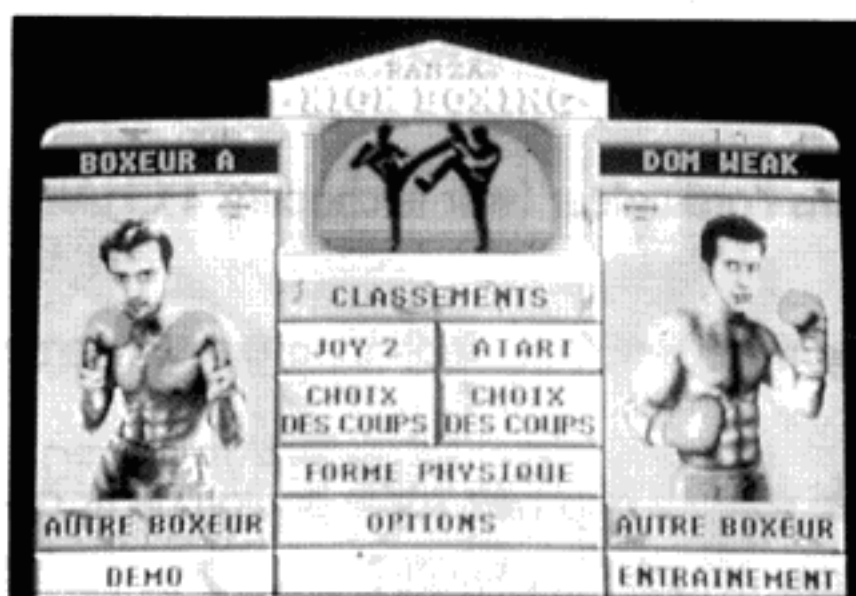 PANZA
KICK BOXING
BOXEUR A
DOM WEAK
CLASSEMENTS
JOY 2
ATARI
CHOIX
DES COUPS
CHOIX
DES COUPS
FORME PHYSIQUE
AUTRE BOXEUR
OPTIONS
AUTRE BOXEUR
DEMO
ENTRAINEMENT